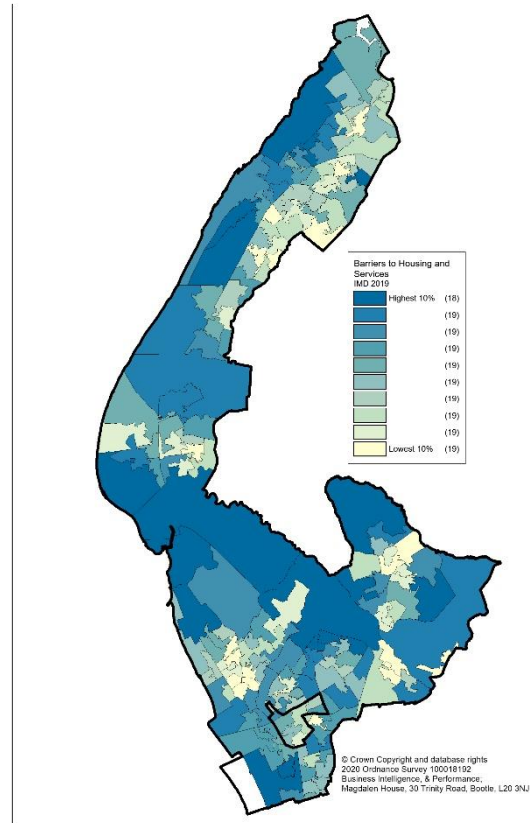 Barriers to Housing and
Services
IMD 2019
Highest 10% (18)
(19)
(19)
(19)
(19)
(19)
(19)
(19)
(19)
Lowest 10% (19)
© Crown Copyright and database rights
2020 Ordnance Survey 100018192
Business Intelligence, & Performance,
Magdalen House, 30 Trinity Road, Bootle, L20 3NJ